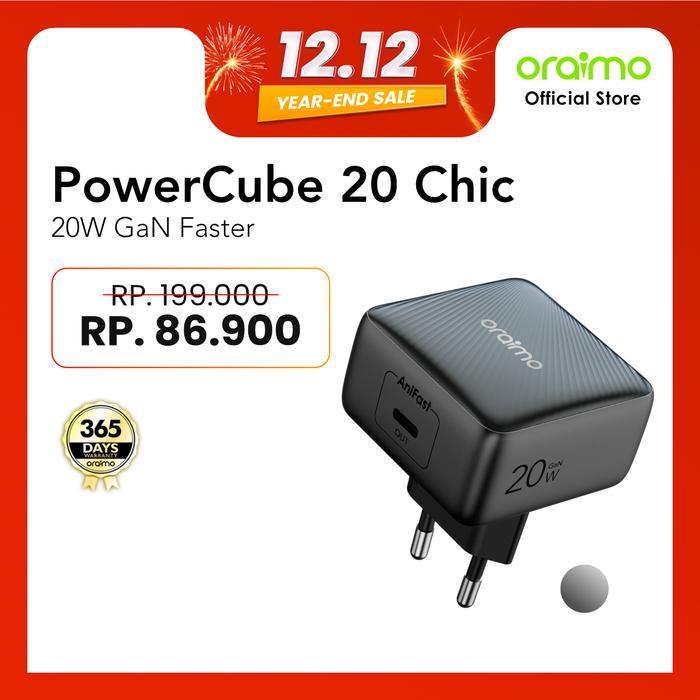 12.12
YEAR-END SALE
oraimo
Official Store
PowerCube 20 Chic
20W GaN Faster
RP. 199.000
RP. 86.900
365
DAYS
WARRANTY
oraimo
oraimo
AniFast
OUT
20W GaN